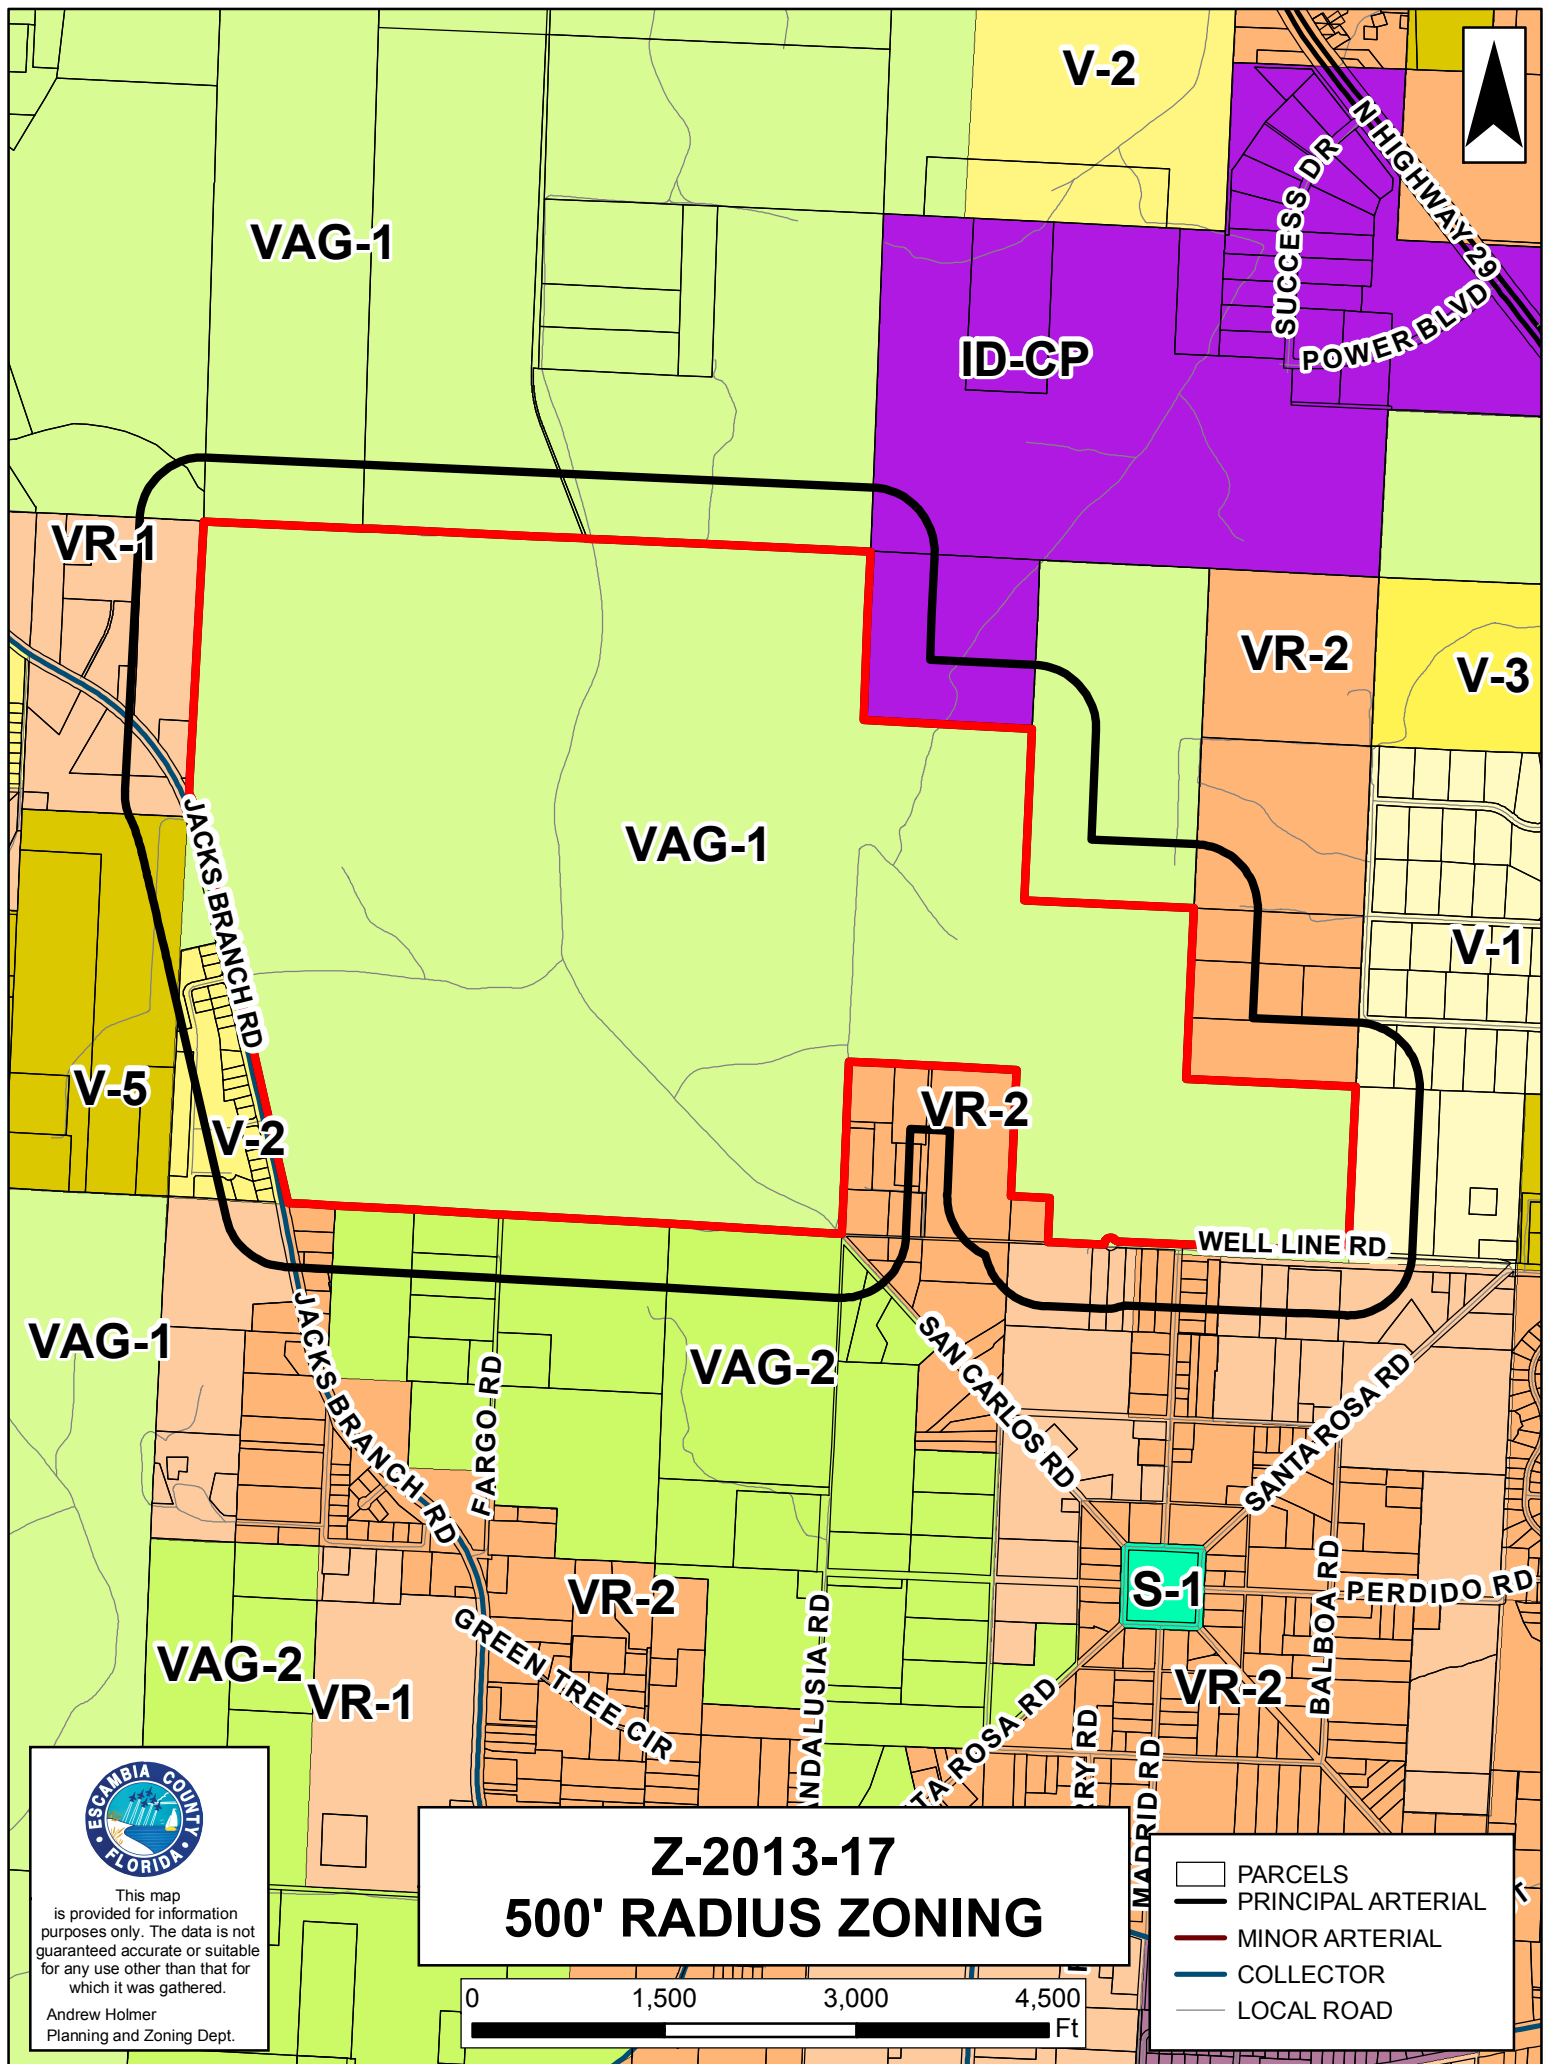 V-2
N HIGHWAY 29
SUCCESS DR
VAG-1
POWER BLVD
ID-CP
VR-1
VR-2
V-3
JACKS BRANCH RD
VAG-1
V-1
V-5
V-2
VR-2
WELL LINE RD
VAG-1
JACKS BRANCH RD
FARGO RD
VAG-2
SAN CARLOS RD
SANTA ROSA RD
S-1
PERDIDO RD
BALBOA RD
VR-2
GREEN TREE CIR
VAG-2
VR-1
ANDALUSIA RD
TA ROSA RD
RRY RD
MADRID RD
VR-2
ESCAMBIA COUNTY
FLORIDA
This map
is provided for information
purposes only. The data is not
guaranteed accurate or suitable
for any use other than that for
which it was gathered.
Andrew Holmer
Planning and Zoning Dept.
Z-2013-17
500' RADIUS ZONING
0 1,500 3,000 4,500
Ft
PARCELS
PRINCIPAL ARTERIAL
MINOR ARTERIAL
COLLECTOR
LOCAL ROAD